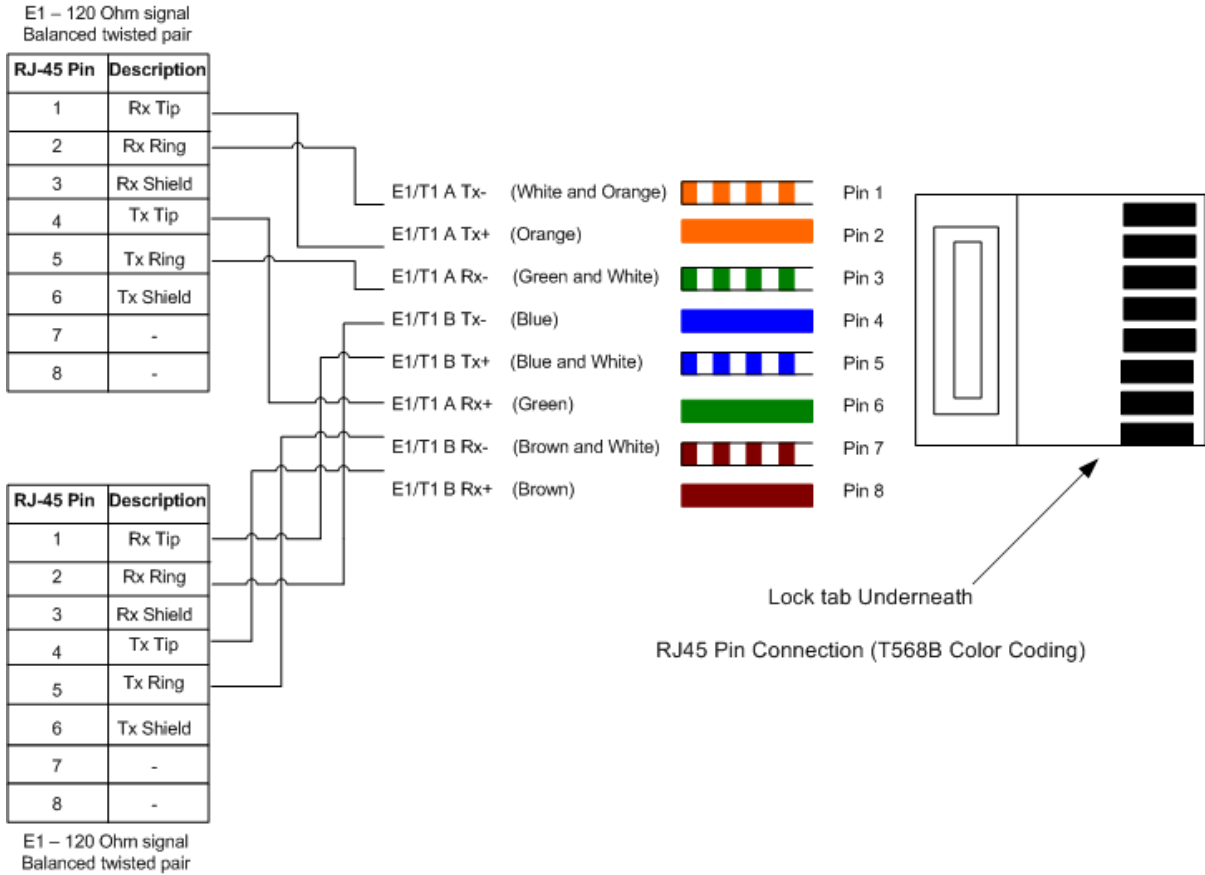 E1 – 120 Ohm signal
Balanced twisted pair
RJ-45 Pin Description
1 Rx Tip
2 Rx Ring
3 Rx Shield
4 Tx Tip
5 Tx Ring
6 Tx Shield
7 -
8 -
E1/T1 A Tx- (White and Orange) Pin 1
E1/T1 A Tx+ (Orange) Pin 2
E1/T1 A Rx- (Green and White) Pin 3
E1/T1 B Tx- (Blue) Pin 4
E1/T1 B Tx+ (Blue and White) Pin 5
E1/T1 A Rx+ (Green) Pin 6
E1/T1 B Rx- (Brown and White) Pin 7
E1/T1 B Rx+ (Brown) Pin 8
RJ-45 Pin Description
1 Rx Tip
2 Rx Ring
3 Rx Shield
4 Tx Tip
5 Tx Ring
6 Tx Shield
7 -
8 -
E1 – 120 Ohm signal
Balanced twisted pair
Lock tab Underneath
RJ45 Pin Connection (T568B Color Coding)